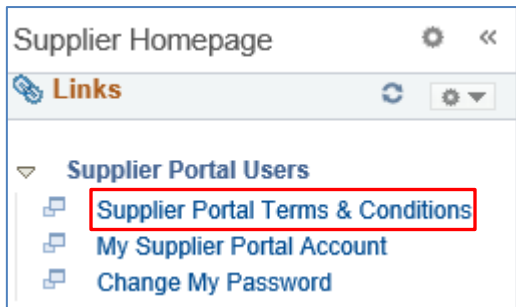 Supplier Homepage
Links
Supplier Portal Users
Supplier Portal Terms & Conditions
My Supplier Portal Account
Change My Password